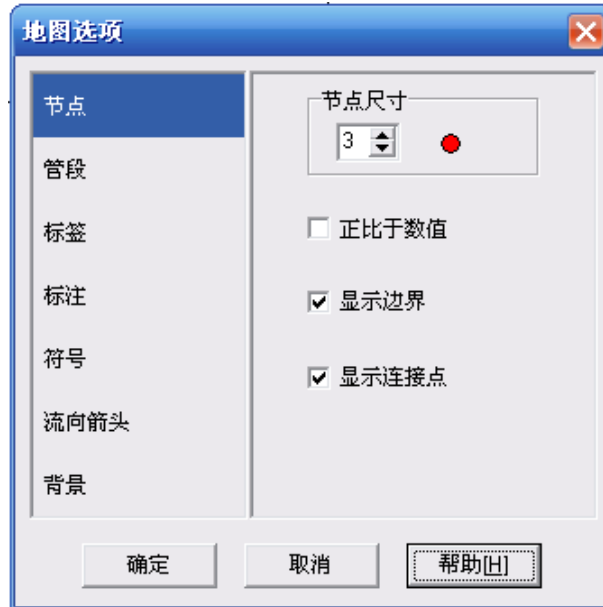 地图选项
节点
管段
标签
标注
符号
流向箭头
背景
节点尺寸
3
正比于数值
显示边界
显示连接点
确定
取消
帮助[H]